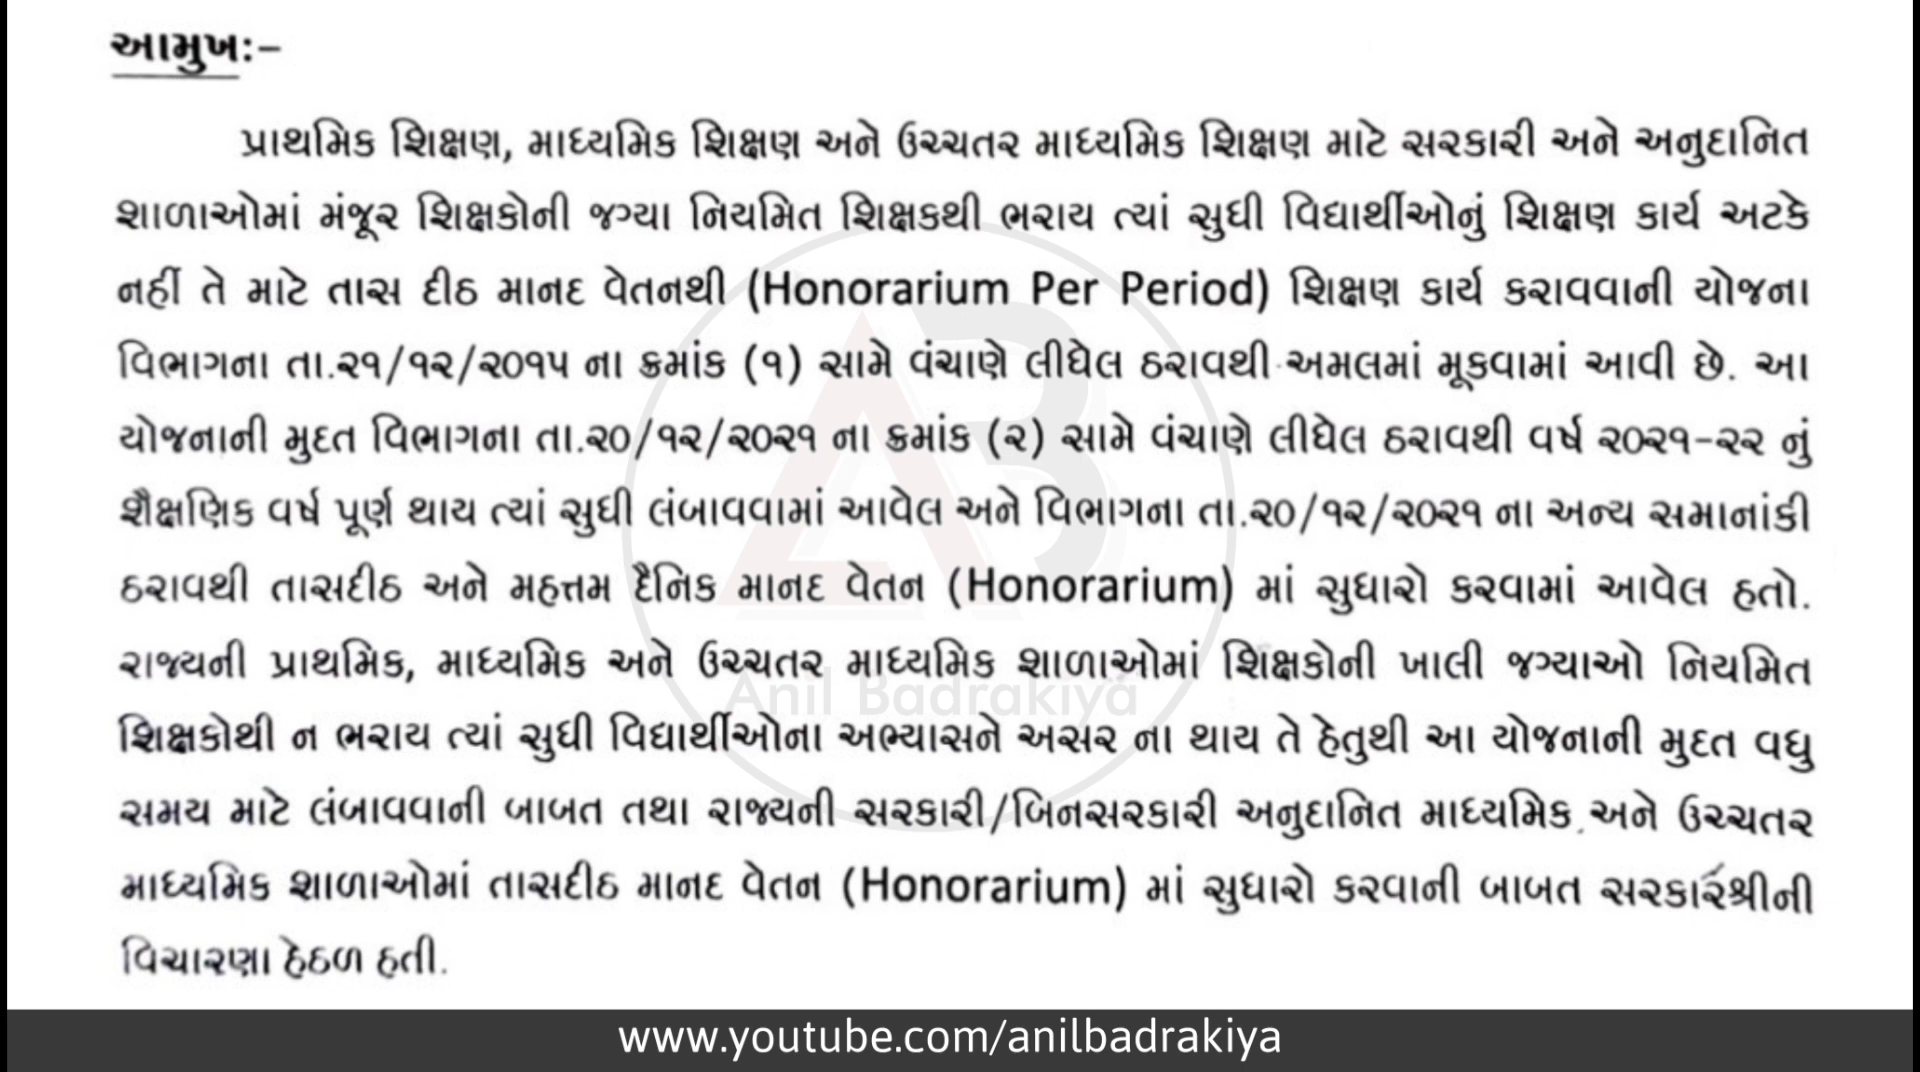 આમુખ:-
પ્રાથમિક શિક્ષણ, માધ્યમિક શિક્ષણ અને ઉચ્ચતર માધ્યમિક શિક્ષણ માટે સરકારી અને અનુદાનિત
શાળાઓમાં મંજૂર શિક્ષકોની જગ્યા નિયમિત શિક્ષકથી ભરાય ત્યાં સુધી વિદ્યાર્થીઓનું શિક્ષણ કાર્ય અટકે
નહીં તે માટે તાસ દીઠ માનદ વેતનથી (Honorarium Per Period) શિક્ષણ કાર્ય કરાવવાની યોજના
વિભાગના તા.૨૧/૧૨/૨૦૧૫ ના ક્રમાંક (૧) સામે વંચાણે લીધેલ ઠરાવથી અમલમાં મૂકવામાં આવી છે. આ
યોજનાની મુદત વિભાગના તા.૨૦/૧૨/૨૦૨૧ ના ક્રમાંક (૨) સામે વંચાણે લીધેલ ઠરાવથી વર્ષ ૨૦૨૧-૨૨ નું
શૈક્ષણિક વર્ષ પૂર્ણ થાય ત્યાં સુધી લંબાવવામાં આવેલ અને વિભાગના તા.૨૦/૧૨/૨૦૨૧ ના અન્ય સમાનાંકી
ઠરાવથી તાસદીઠ અને મહત્તમ દૈનિક માનદ વેતન (Honorarium) માં સુધારો કરવામાં આવેલ હતો.
રાજ્યની પ્રાથમિક, માધ્યમિક અને ઉચ્ચતર માધ્યમિક શાળાઓમાં શિક્ષકોની ખાલી જગ્યાઓ નિયમિત
શિક્ષકોથી ન ભરાય ત્યાં સુધી વિદ્યાર્થીઓના અભ્યાસને અસર ના થાય તે હેતુથી આ યોજનાની મુદત વધુ
સમય માટે લંબાવવાની બાબત તથા રાજ્યની સરકારી/બિનસરકારી અનુદાનિત માધ્યમિક અને ઉચ્ચતર
માધ્યમિક શાળાઓમાં તાસદીઠ માનદ વેતન (Honorarium) માં સુધારો કરવાની બાબત સરકારશ્રીની
વિચારણા હેઠળ હતી.
Anil Badrakiya
www.youtube.com/anilbadrakiya